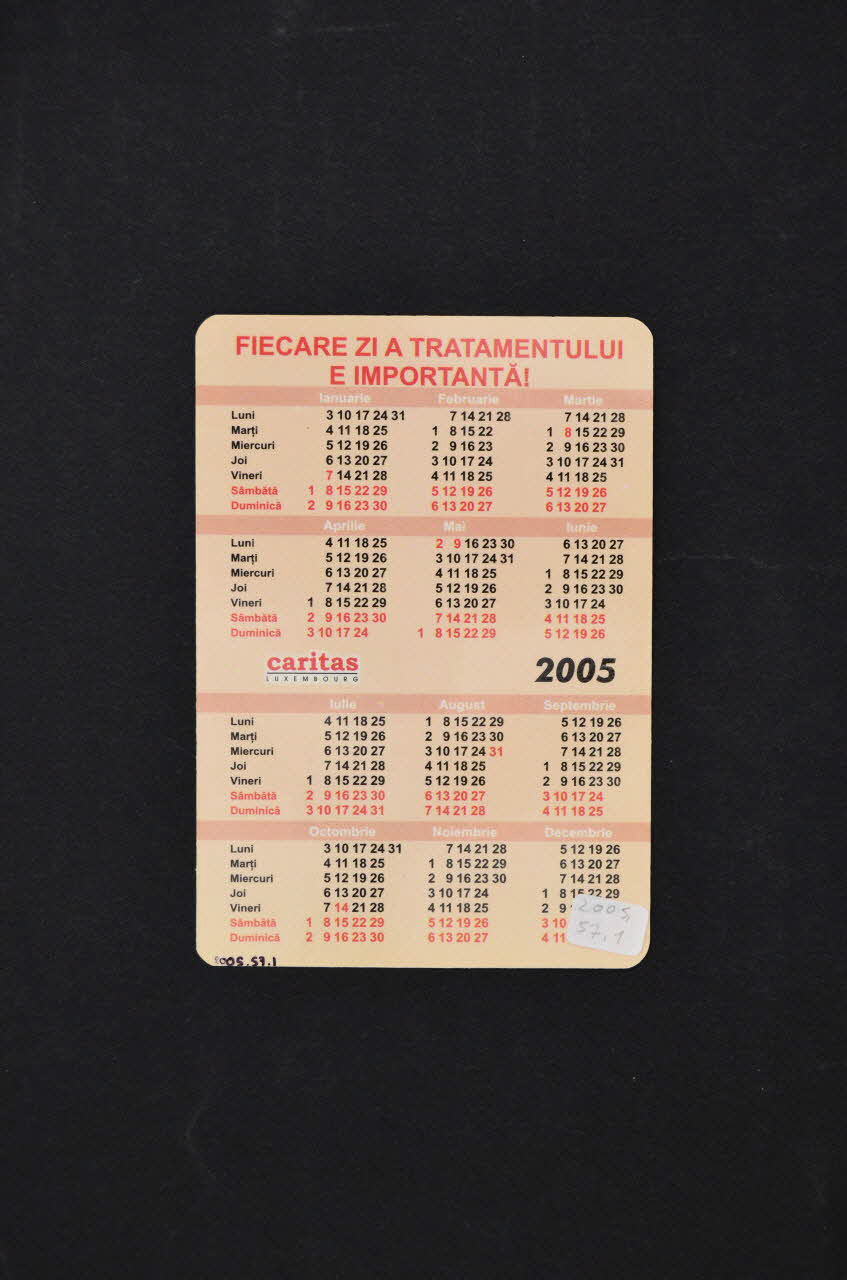 FIECARE ZI A TRATAMENTULUI
E IMPORTANTĂ!
Ianuarie Februarie Martie
Luni 3 10 17 24 31 7 14 21 28 7 14 21 28
Marți 4 11 18 25 1 8 15 22 1 8 15 22 29
Miercuri 5 12 19 26 2 9 16 23 2 9 16 23 30
Joi 6 13 20 27 3 10 17 24 3 10 17 24 31
Vineri 7 14 21 28 4 11 18 25 4 11 18 25
Sâmbătă 1 8 15 22 29 5 12 19 26 5 12 19 26
Duminică 2 9 16 23 30 6 13 20 27 6 13 20 27
Aprilie Mai Iunie
Luni 4 11 18 25 2 9 16 23 30 6 13 20 27
Marți 5 12 19 26 3 10 17 24 31 7 14 21 28
Miercuri 6 13 20 27 4 11 18 25 1 8 15 22 29
Joi 7 14 21 28 5 12 19 26 2 9 16 23 30
Vineri 1 8 15 22 29 6 13 20 27 3 10 17 24
Sâmbătă 2 9 16 23 30 7 14 21 28 4 11 18 25
Duminică 3 10 17 24 1 8 15 22 29 5 12 19 26
caritas 2005
LUXEMBOURG
Iulie August Septembrie
Luni 4 11 18 25 1 8 15 22 29 5 12 19 26
Marți 5 12 19 26 2 9 16 23 30 6 13 20 27
Miercuri 6 13 20 27 3 10 17 24 31 7 14 21 28
Joi 7 14 21 28 4 11 18 25 1 8 15 22 29
Vineri 1 8 15 22 29 5 12 19 26 2 9 16 23 30
Sâmbătă 2 9 16 23 30 6 13 20 27 3 10 17 24
Duminică 3 10 17 24 31 7 14 21 28 4 11 18 25
Octombrie Noiembrie Decembrie
Luni 3 10 17 24 31 7 14 21 28 5 12 19 26
Marți 4 11 18 25 1 8 15 22 29 6 13 20 27
Miercuri 5 12 19 26 2 9 16 23 30 7 14 21 28
Joi 6 13 20 27 3 10 17 24 1 8 15 22 29
Vineri 7 14 21 28 4 11 18 25 2 9
Sâmbătă 1 8 15 22 29 5 12 19 26 3 10
Duminică 2 9 16 23 30 6 13 20 27 4 11
2005,
57.1
2005.57.1